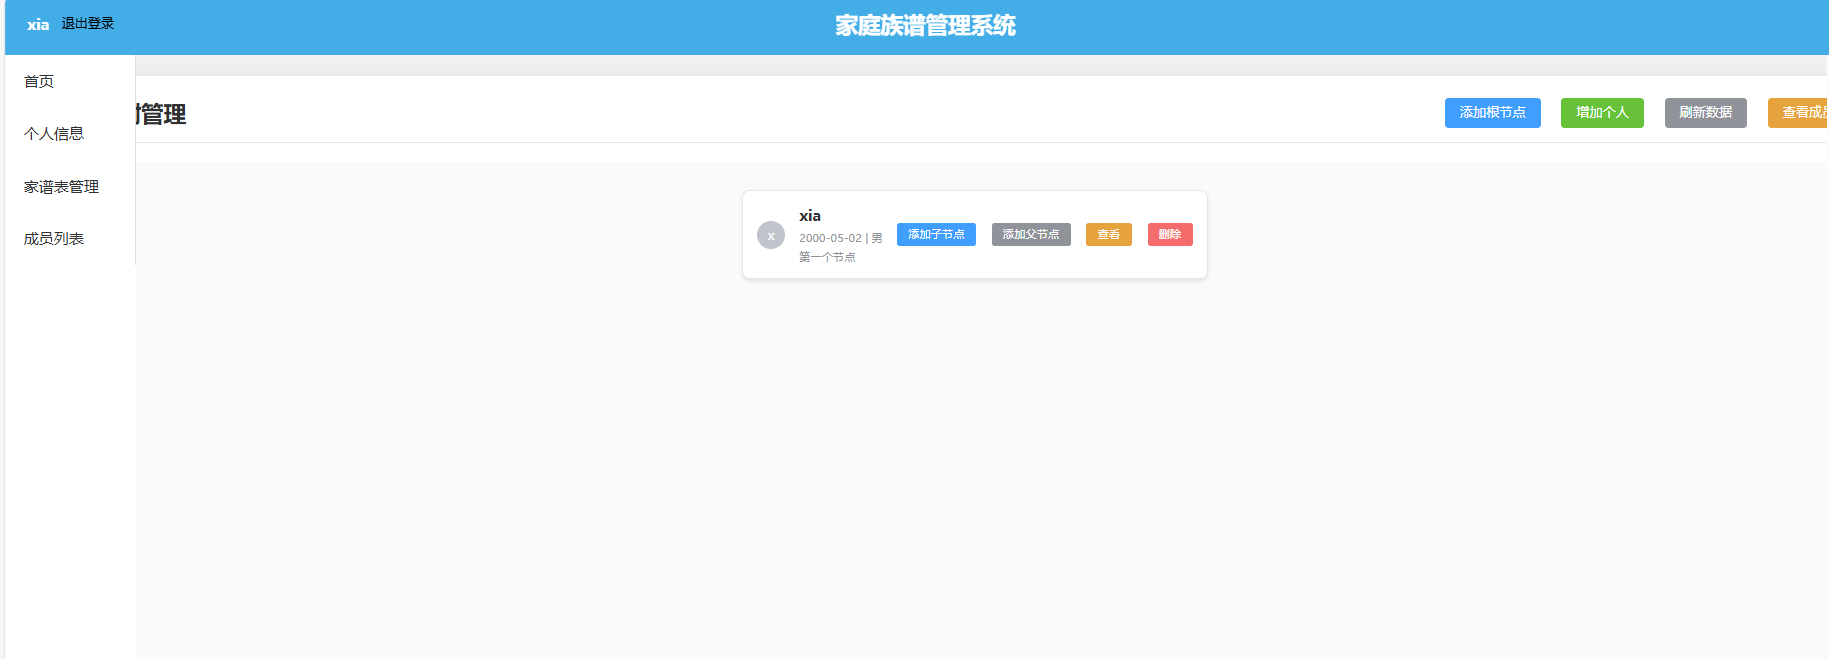 xia 退出登录
家庭族谱管理系统
首页
个人信息
家谱表管理
成员列表
管理
添加根节点 增加个人 刷新数据 查看成
x
xia
2000-05-02 | 男
第一个节点
添加子节点 添加父节点 查看 删除